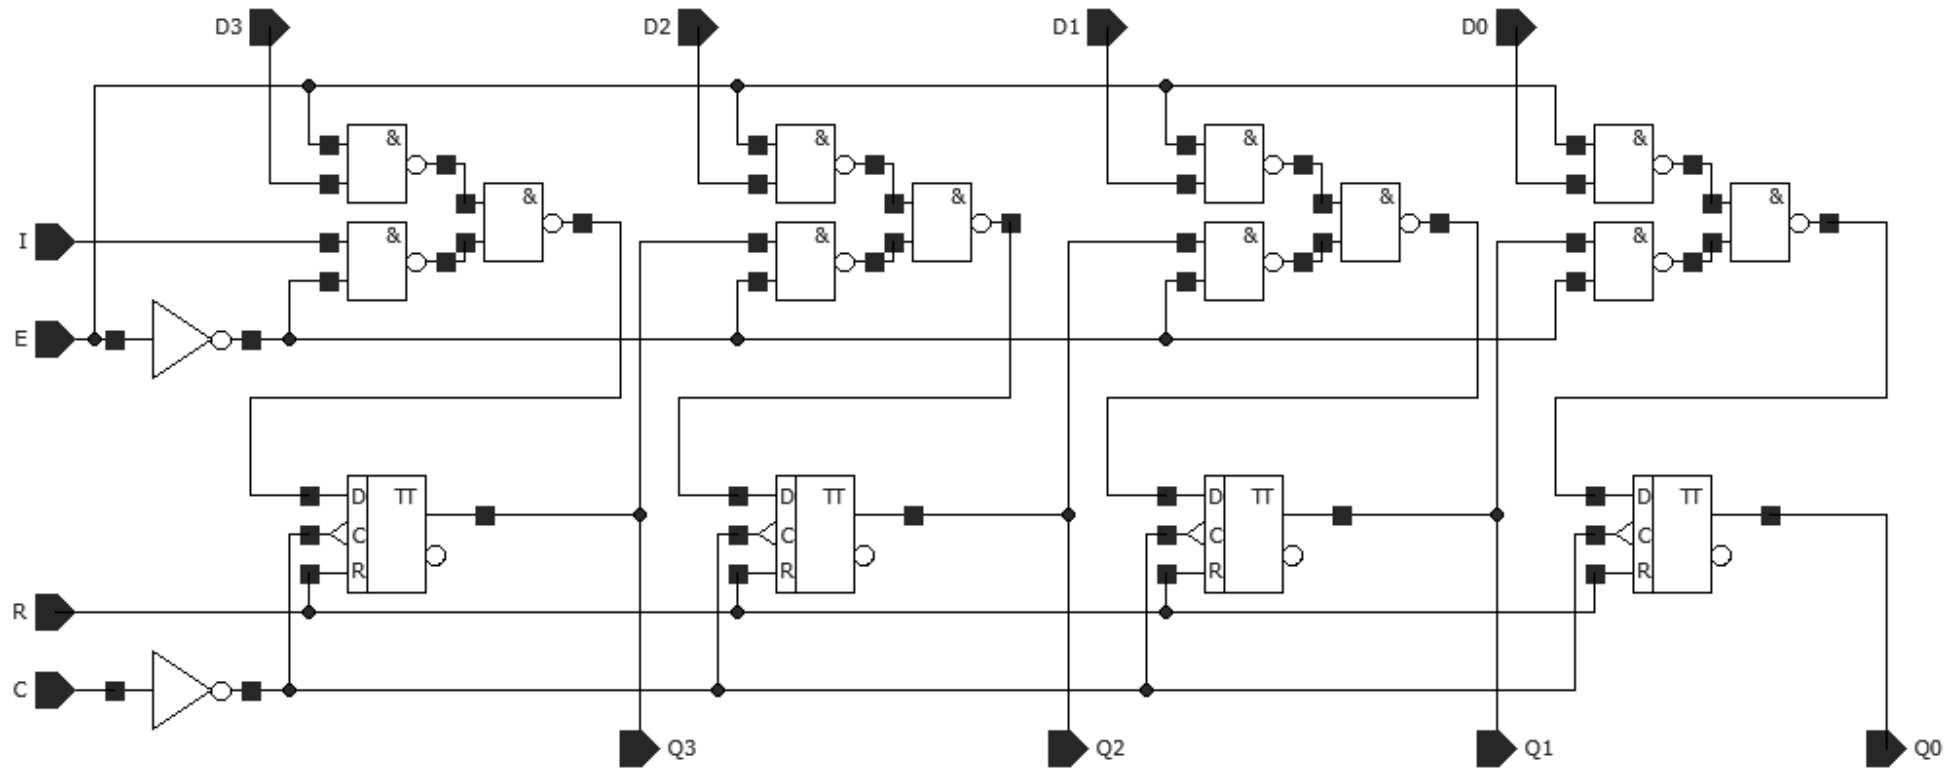 D3 D2 D1 D0
& & & &
& & & &
I & & & &
E
D TT D TT D TT D TT
C C C C
R R R R
R
C
Q3 Q2 Q1 Q0